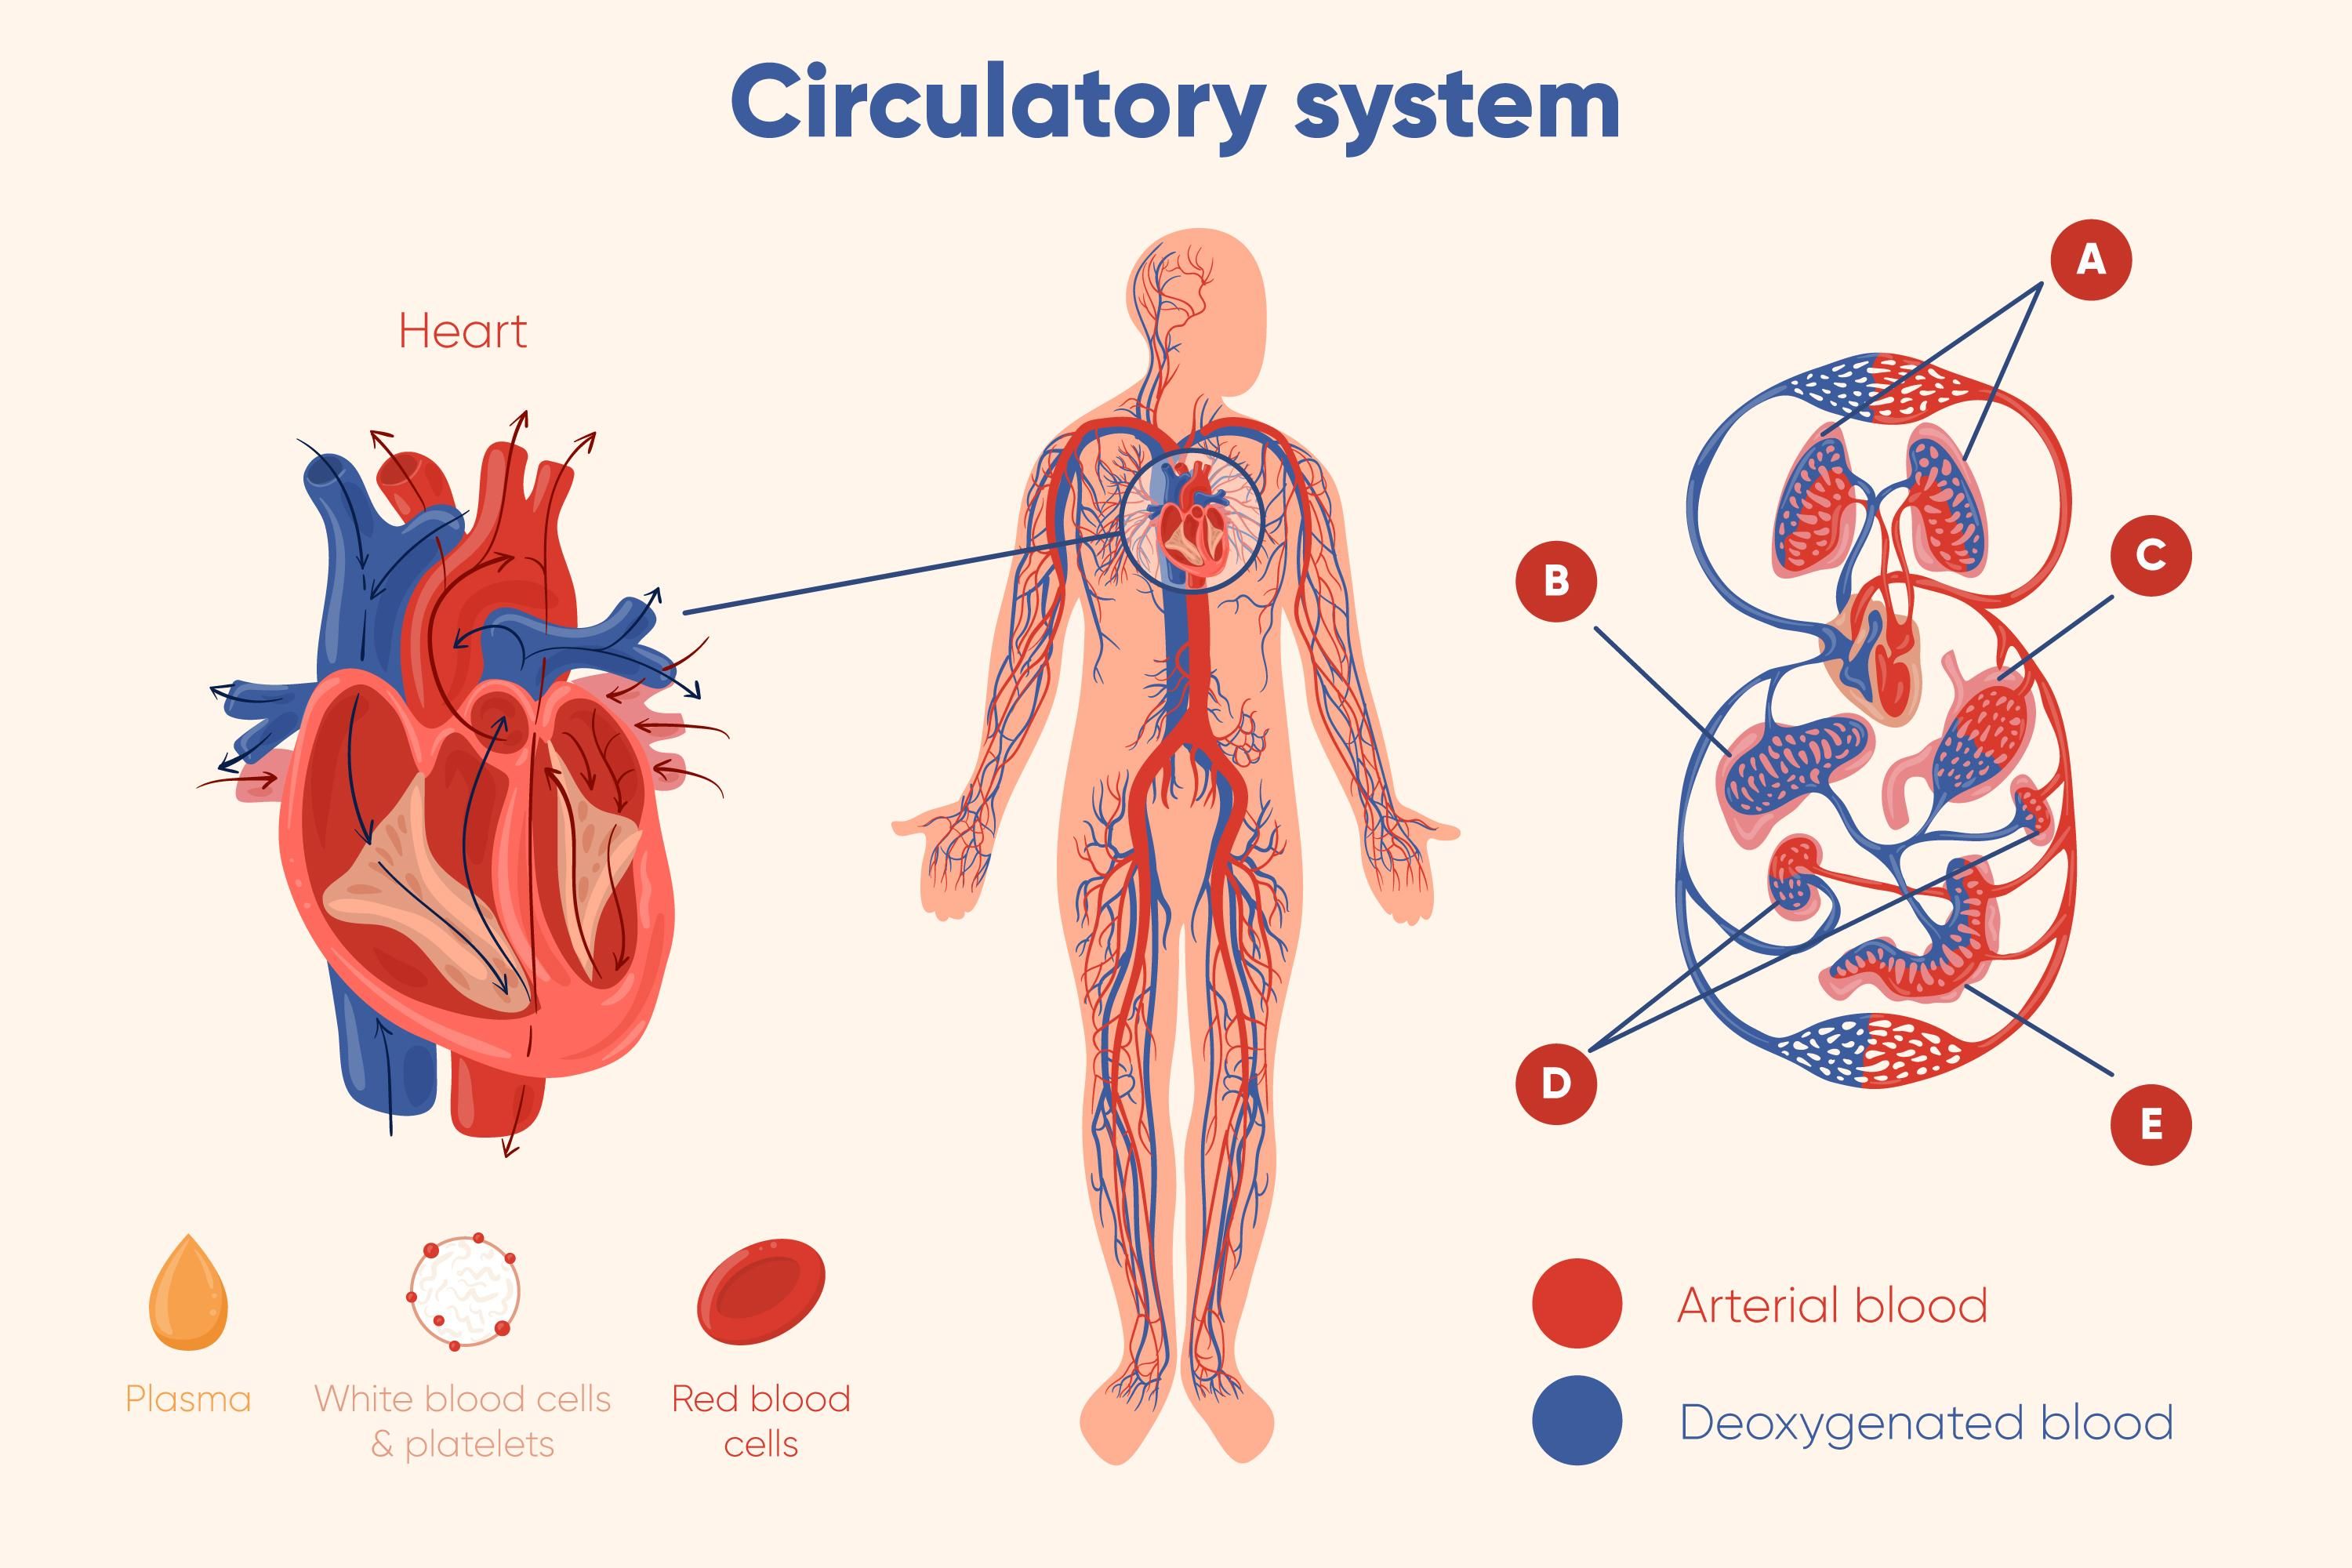 Circulatory system
Heart
A
B
C
D
E
Plasma
White blood cells
& platelets
Red blood
cells
Arterial blood
Deoxygenated blood